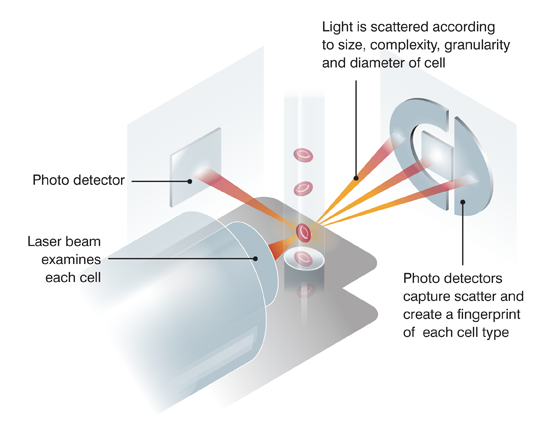 Light is scattered according
to size, complexity, granularity
and diameter of cell
Photo detector
Laser beam
examines
each cell
Photo detectors
capture scatter and
create a fingerprint
of each cell type